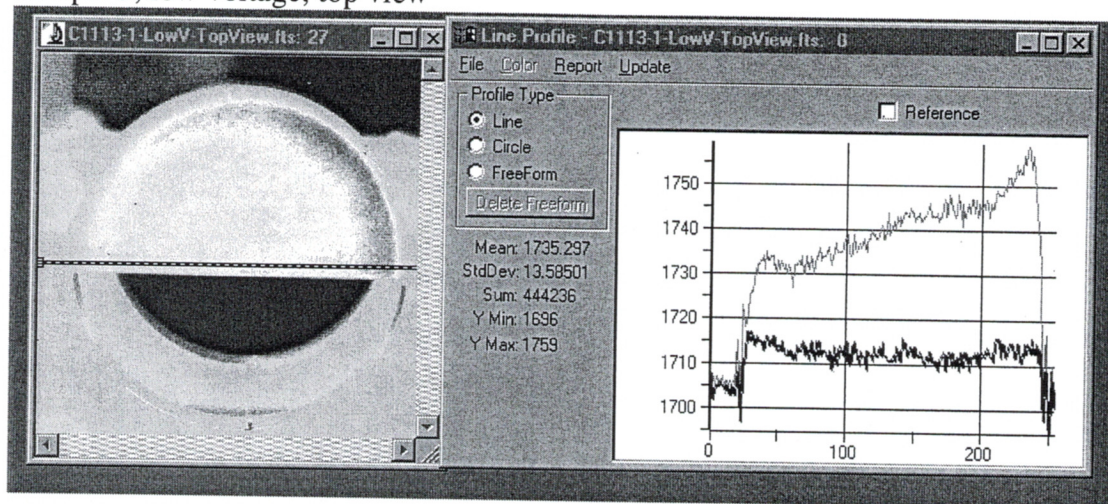 C1113-1-LowV-TopView.fts: 27
Line Profile - C1113-1-LowV-TopView.fts:
File Color Report Update
Profile Type
Line
Circle
FreeForm
Delete Freeform
Mean: 1735.297
StdDev: 13.58501
Sum: 444236
Y Min: 1696
Y Max: 1759
Reference
1750
1740
1730
1720
1710
1700
0 100 200